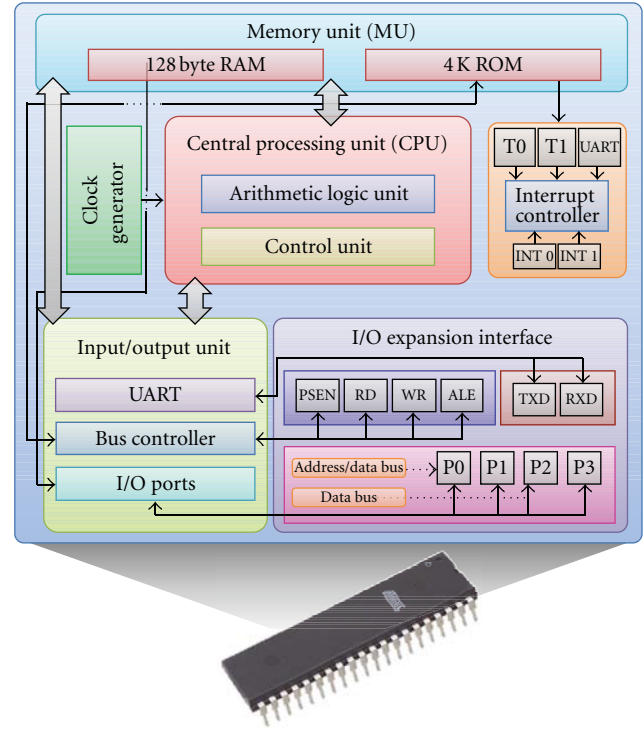 Memory unit (MU)
128 byte RAM
4 K ROM
Clock
generator
Central processing unit (CPU)
Arithmetic logic unit
Control unit
T0
T1
UART
Interrupt
controller
INT 0
INT 1
Input/output unit
UART
Bus controller
I/O ports
I/O expansion interface
PSEN
RD
WR
ALE
TXD
RXD
Address/data bus
Data bus
P0
P1
P2
P3